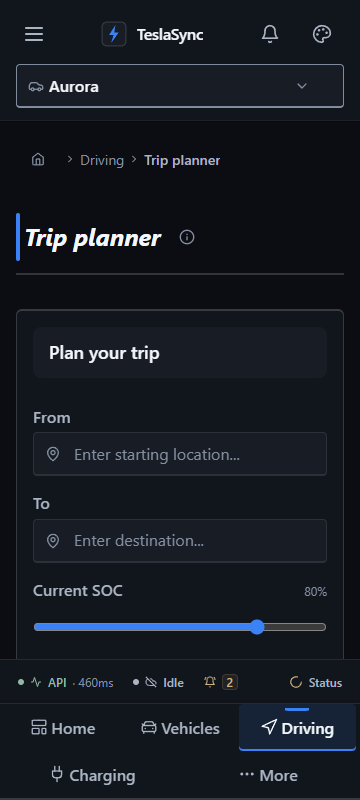 TeslaSync
Aurora
Driving Trip planner
Trip planner
Plan your trip
From
Enter starting location...
To
Enter destination...
Current SOC 80%
API · 460ms Idle 2 Status
Home Vehicles Driving
Charging More